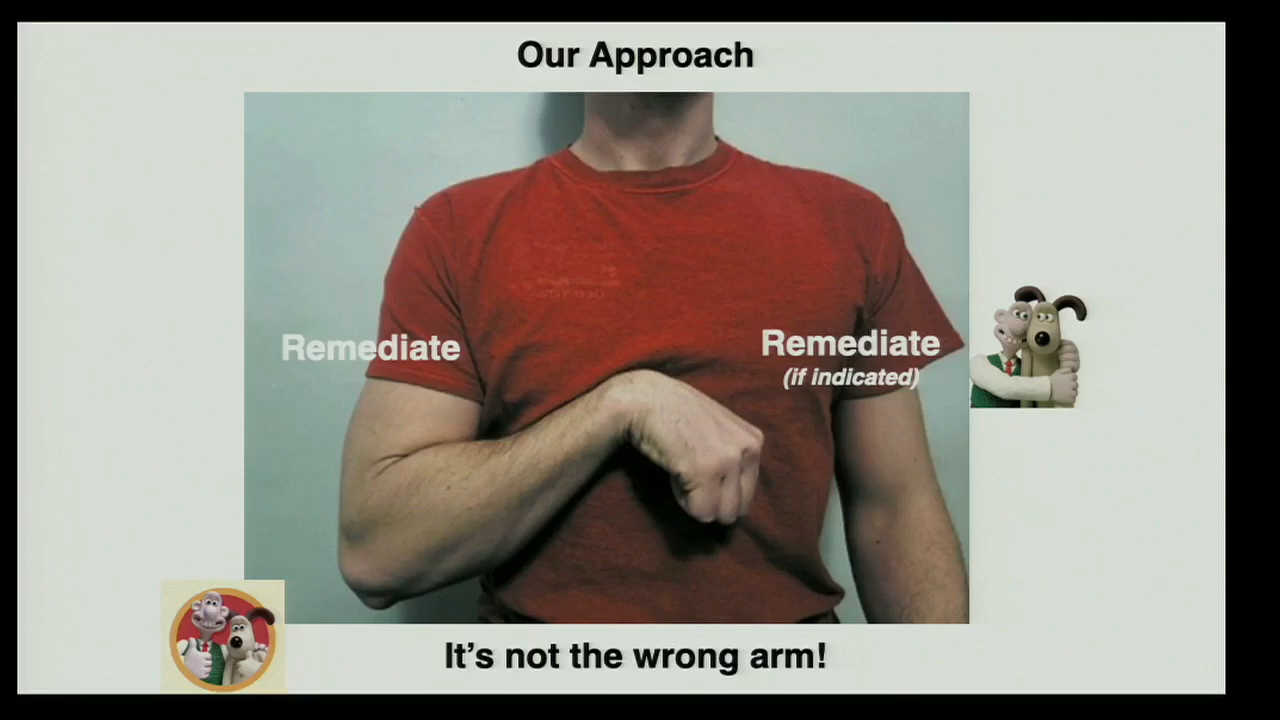 Our Approach
Remediate
Remediate
(if indicated)
It's not the wrong arm!